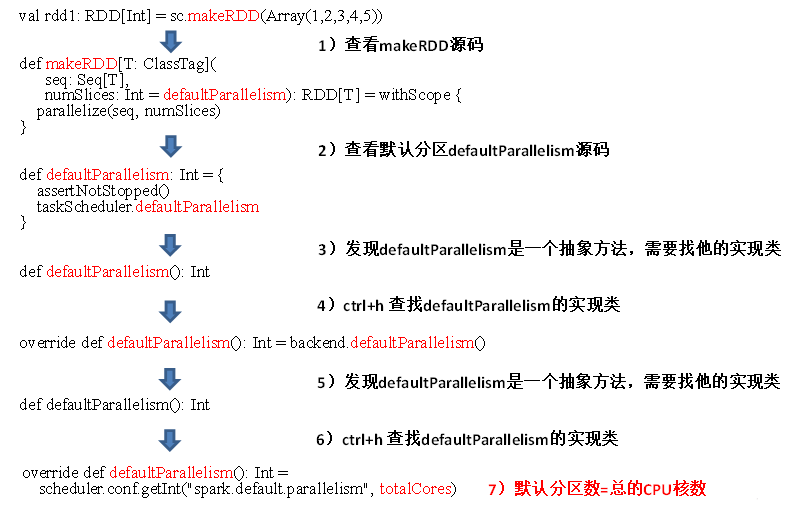 val rdd1: RDD[Int] = sc.makeRDD(Array(1,2,3,4,5))
1）查看makeRDD源码
def makeRDD[T: ClassTag](
seq: Seq[T],
numSlices: Int = defaultParallelism): RDD[T] = withScope {
parallelize(seq, numSlices)
}
2）查看默认分区defaultParallelism源码
def defaultParallelism: Int = {
assertNotStopped()
taskScheduler.defaultParallelism
}
3）发现defaultParallelism是一个抽象方法，需要找他的实现类
def defaultParallelism(): Int
4）ctrl+h 查找defaultParallelism的实现类
override def defaultParallelism(): Int = backend.defaultParallelism()
5）发现defaultParallelism是一个抽象方法，需要找他的实现类
def defaultParallelism(): Int
6）ctrl+h 查找defaultParallelism的实现类
override def defaultParallelism(): Int =
scheduler.conf.getInt("spark.default.parallelism", totalCores)
7）默认分区数=总的CPU核数